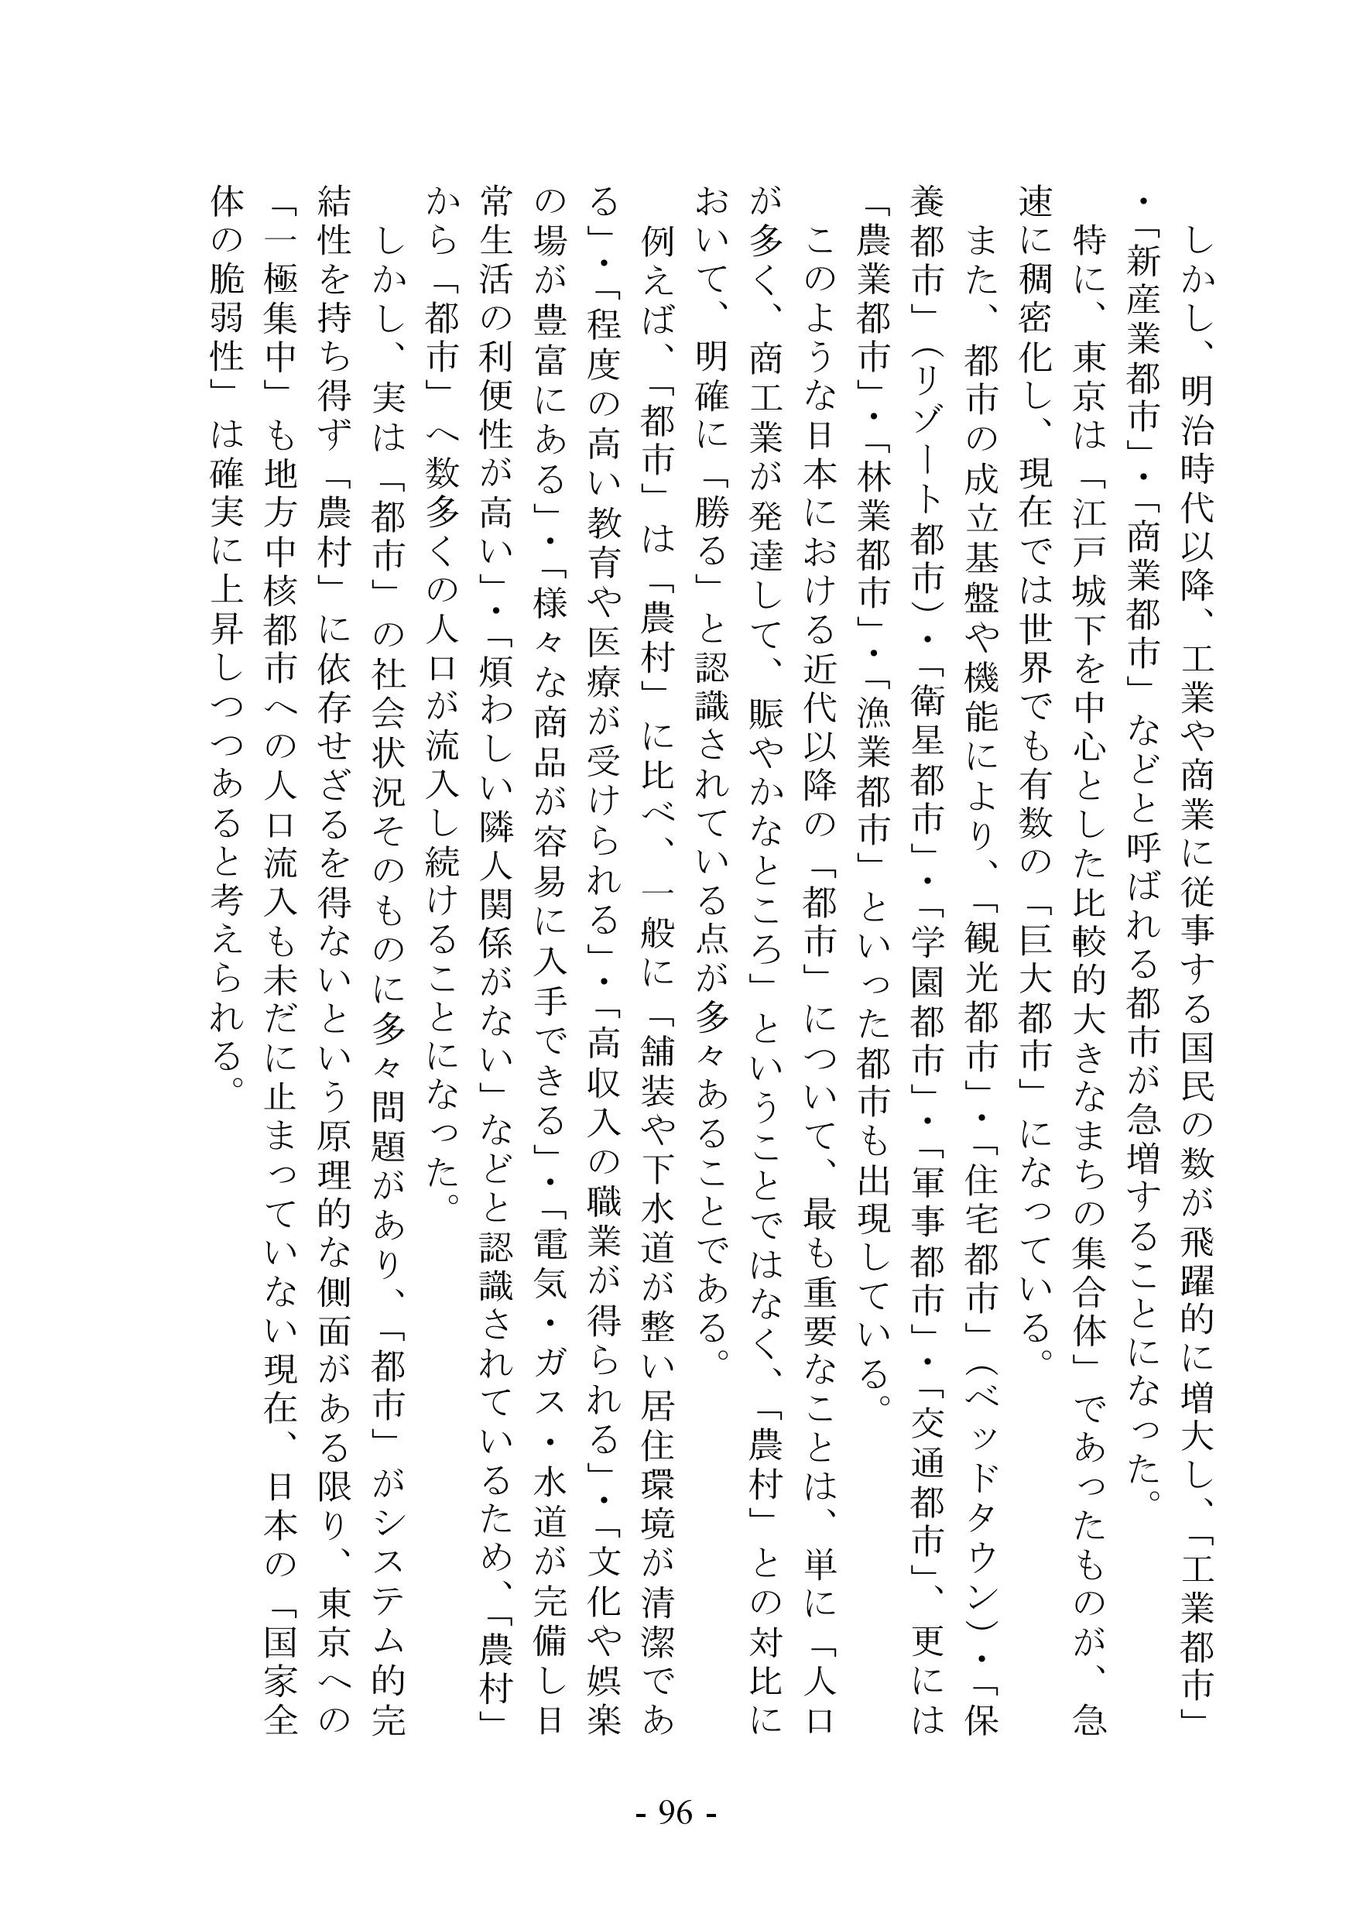 しかし、明治時代以降、工業や商業に従事する国民の数が飛躍的に増大し、「工業都市」
・「新産業都市」・「商業都市」などと呼ばれる都市が急増することになった。
　特に、東京は「江戸城下を中心とした比較的大きなまちの集合体」であったものが、急
速に稠密化し、現在では世界でも有数の「巨大都市」になっている。
　また、都市の成立基盤や機能により、「観光都市」・「住宅都市」（ベッドタウン）・「保
養都市」（リゾート都市）・「衛星都市」・「学園都市」・「軍事都市」・「交通都市」、更には
「農業都市」・「林業都市」・「漁業都市」といった都市も出現している。
　このような日本における近代以降の「都市」について、最も重要なことは、単に「人口
が多く、商工業が発達して、賑やかなところ」ということではなく、「農村」との対比に
おいて、明確に「勝る」と認識されている点が多々あることである。
　例えば、「都市」は「農村」に比べ、一般に「舗装や下水道が整い居住環境が清潔であ
る」・「程度の高い教育や医療が受けられる」・「高収入の職業が得られる」・「文化や娯楽
の場が豊富にある」・「様々な商品が容易に入手できる」・「電気・ガス・水道が完備し日
常生活の利便性が高い」・「煩わしい隣人関係がない」などと認識されているため、「農村」
から「都市」へ数多くの人口が流入し続けることになった。
　しかし、実は「都市」の社会状況そのものに多々問題があり、「都市」がシステム的完
結性を持ち得ず「農村」に依存せざるを得ないという原理的な側面がある限り、東京への
「一極集中」も地方中核都市への人口流入も未だに止まっていない現在、日本の「国家全
体の脆弱性」は確実に上昇しつつあると考えられる。
- 96 -